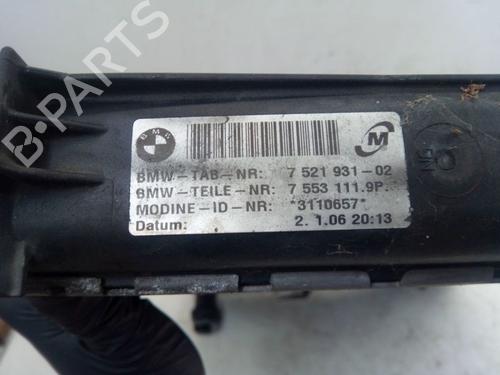 B-PARTS
BMW
BMW-TAB-NR: 7 521 931-02
BMW-TEILE-NR: 7 553 111.9P.
MODINE-ID-NR: *3110657*
Datum: 2. 1.06 20:13